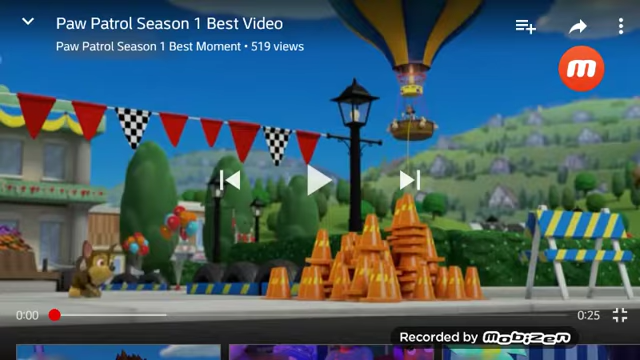 Paw Patrol Season 1 Best Video
Paw Patrol Season 1 Best Moment • 519 views
m
0:00
0:25
Recorded by Mobizen